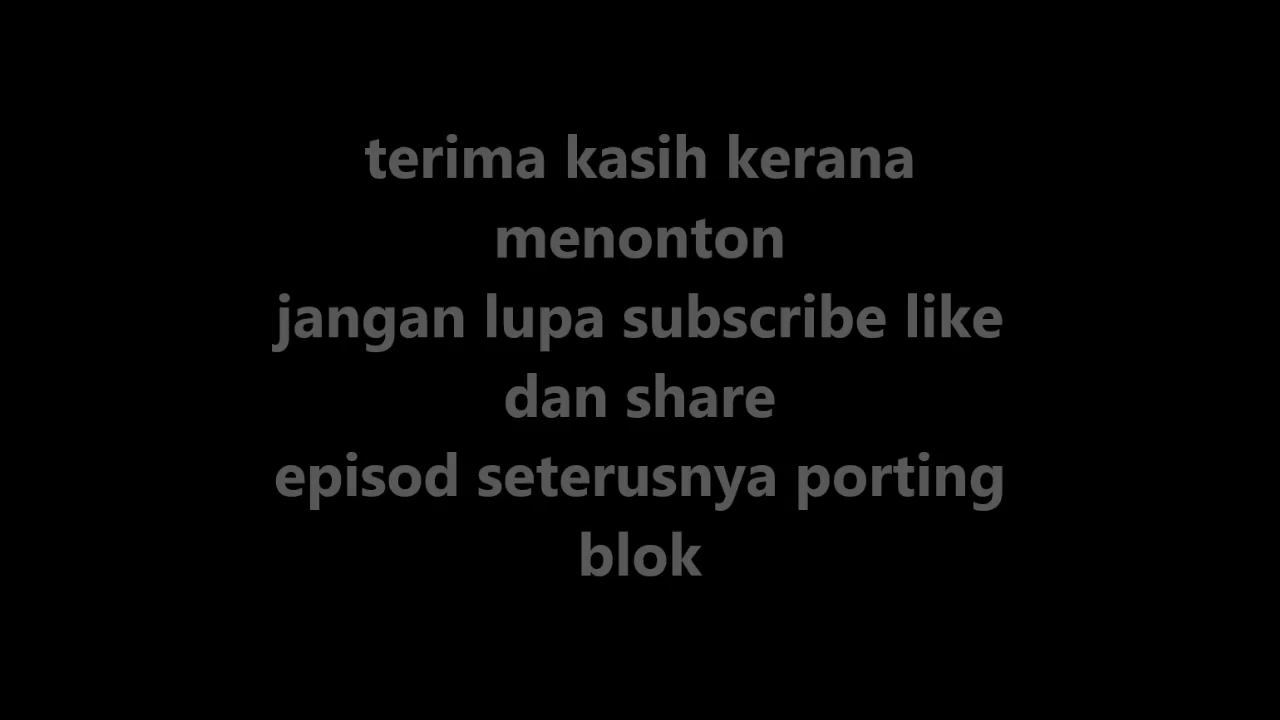 terima kasih kerana
menonton
jangan lupa subscribe like
dan share
episod seterusnya porting
blok